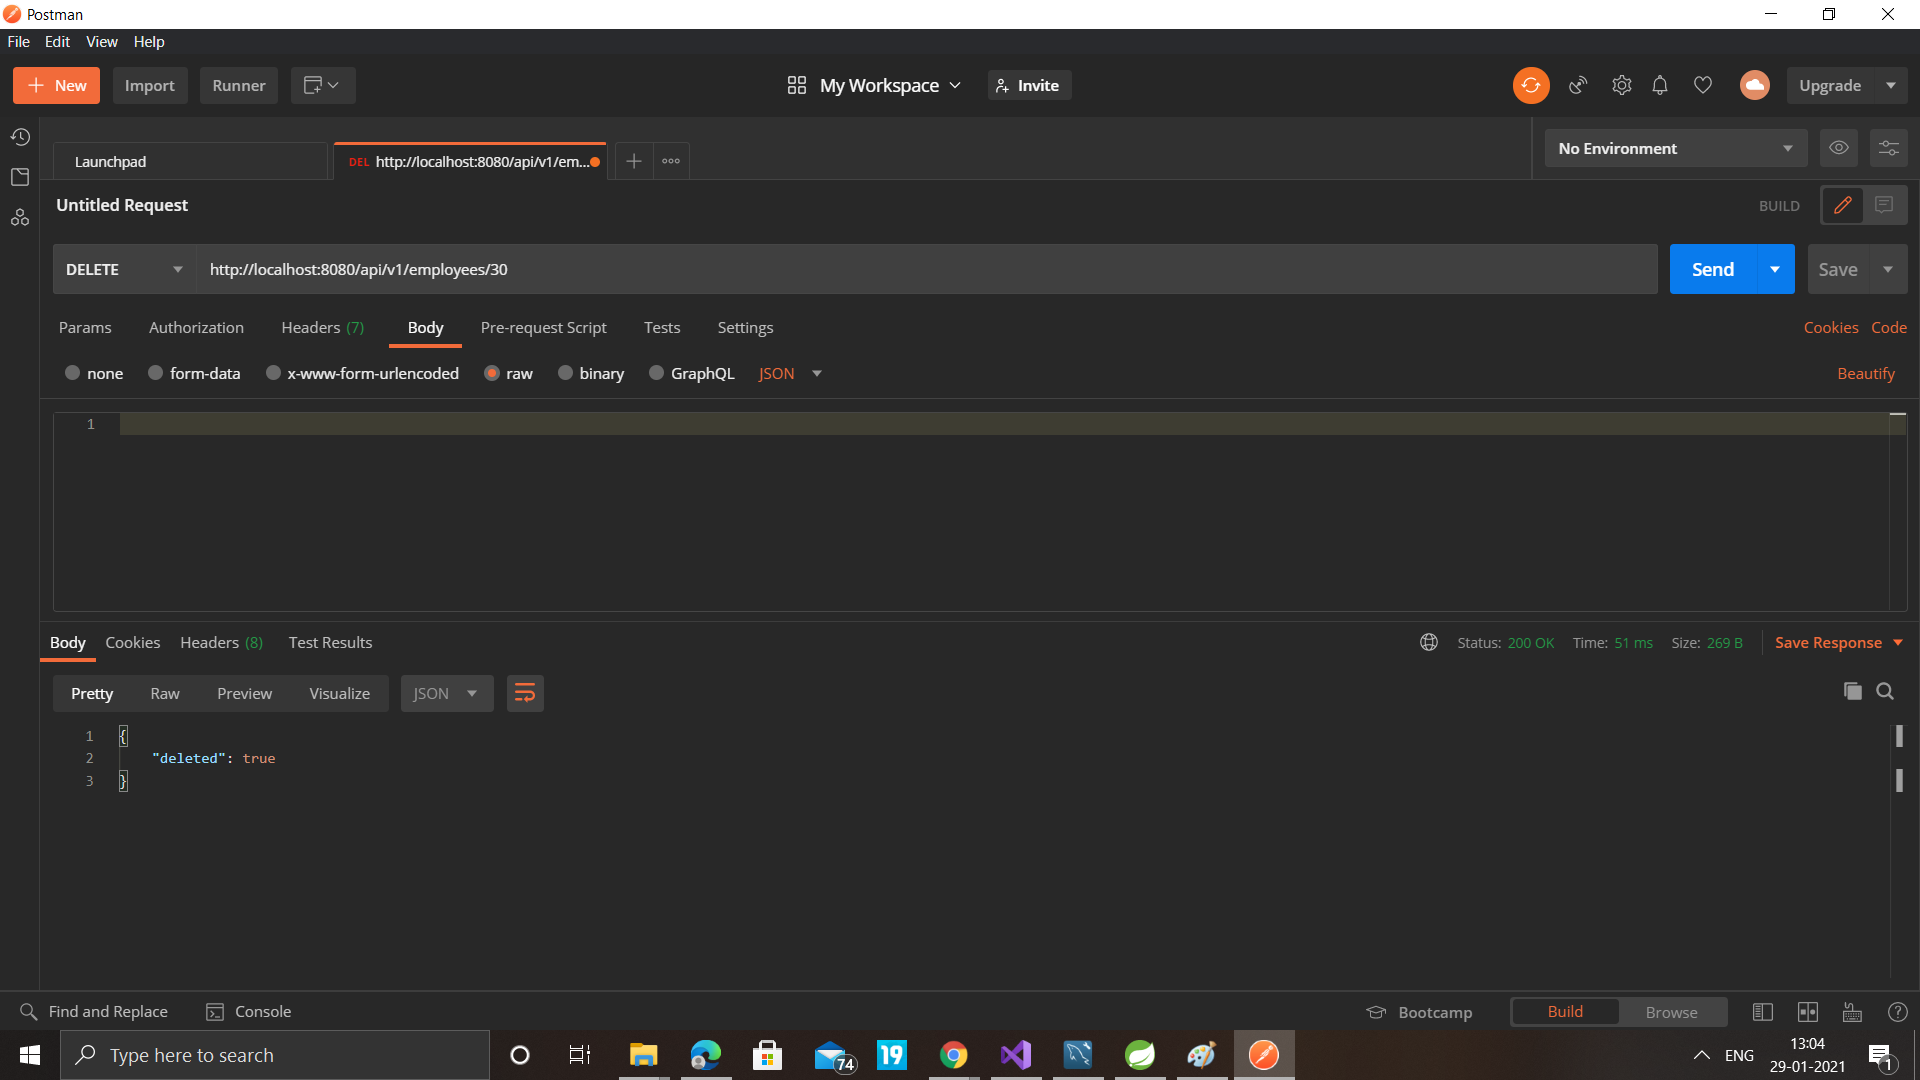 Postman
File Edit View Help
New Import Runner My Workspace Invite Upgrade
Launchpad DEL http://localhost:8080/api/v1/em... No Environment
Untitled Request BUILD
DELETE http://localhost:8080/api/v1/employees/30 Send Save
Params Authorization Headers (7) Body Pre-request Script Tests Settings Cookies Code
none form-data x-www-form-urlencoded raw binary GraphQL JSON Beautify
1
Body Cookies Headers (8) Test Results Status: 200 OK Time: 51 ms Size: 269 B Save Response
Pretty Raw Preview Visualize JSON
1 {
2 "deleted": true
3 }
Find and Replace Console Bootcamp Build Browse
Type here to search 74 19 ENG 13:04
29-01-2021 1